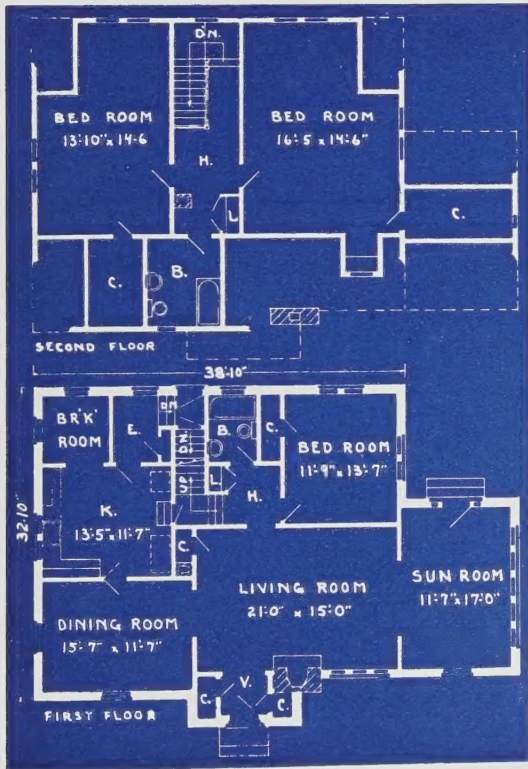 D.N.
BED ROOM
13'-10" x 14'-6
BED ROOM
16'-5 x 14'-6"
H.
L.
C.
C.
B.
SECOND FLOOR
38'-10"
32'-10"
BR'K'
ROOM
E.
D.N.
D.N.
UP
B.
C.
L.
H.
BED ROOM
11'-9" x 13'-7"
K.
13'-5" x 11'-7"
C.
LIVING ROOM
21'-0" x 15'-0"
SUN ROOM
11'-7" x 17'-0"
DINING ROOM
15'-7" x 11'-7"
V.
C.
C.
FIRST FLOOR